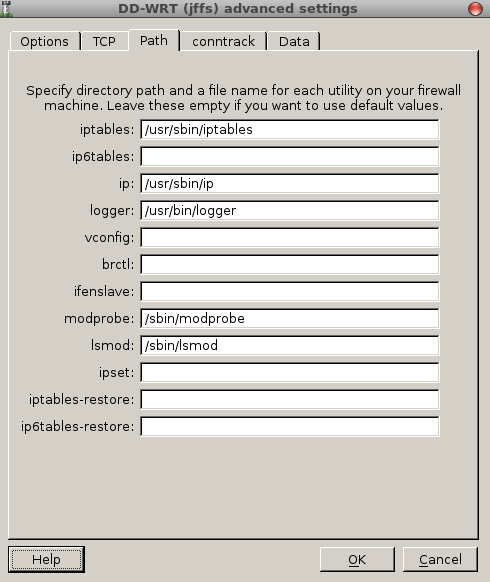 DD-WRT (jffs) advanced settings
Options TCP Path conntrack Data
Specify directory path and a file name for each utility on your firewall
machine. Leave these empty if you want to use default values.
iptables: /usr/sbin/iptables
ip6tables:
ip: /usr/sbin/ip
logger: /usr/bin/logger
vconfig:
brctl:
ifenslave:
modprobe: /sbin/modprobe
lsmod: /sbin/lsmod
ipset:
iptables-restore:
ip6tables-restore:
Help OK Cancel